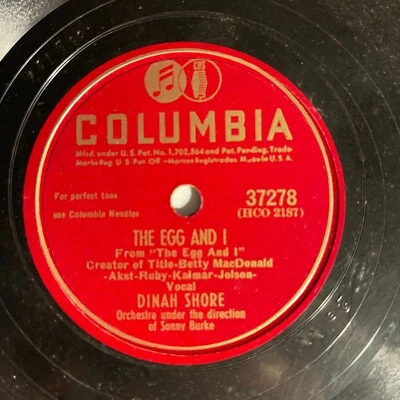 CBS
COLUMBIA
Mfd. under U.S. Pat. No. 1,702,564 and Pat. Pending, Trade-
Marks Reg U S Pat. Off. - Marcas Registradas. Made in U.S.A.
For perfect tone
use Columbia Needles
37278
(HCO 2187)
THE EGG AND I
From "The Egg And I"
Creator of Title-Betty MacDonald
-Akst-Ruby-Kalmar-Jolson-
Vocal
DINAH SHORE
Orchestra under the direction
of Sonny Burke